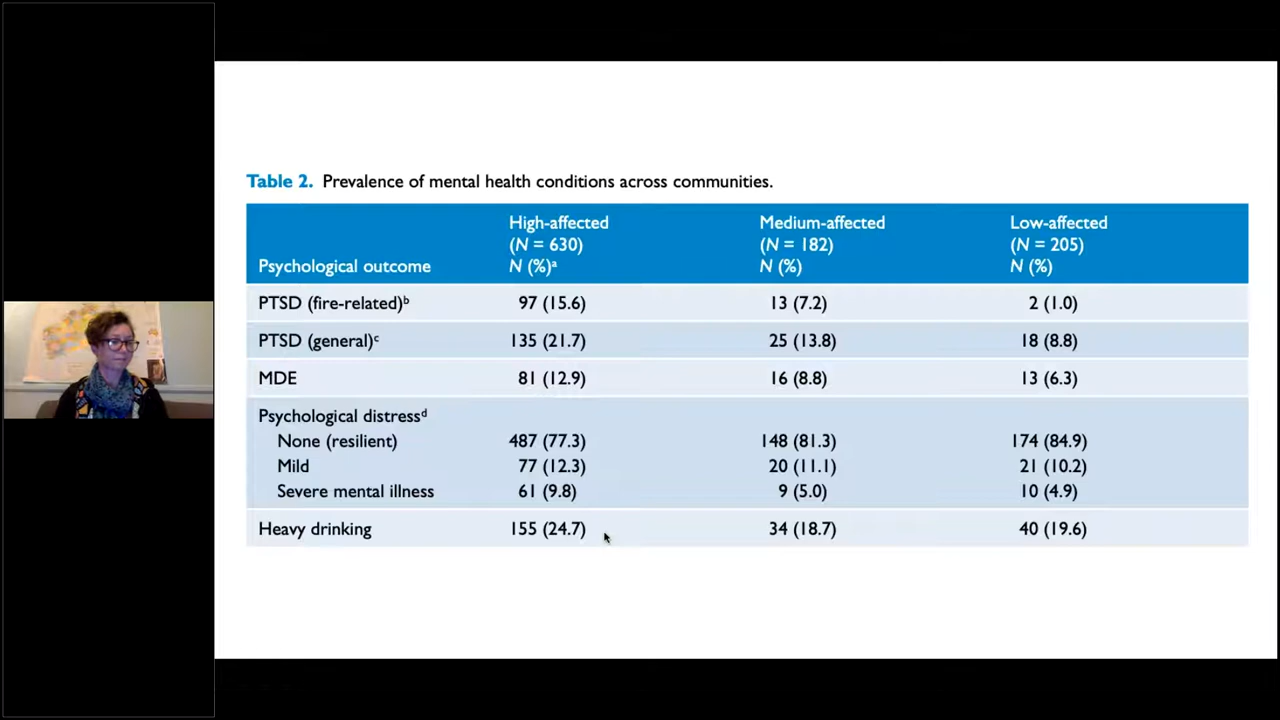 Table 2. Prevalence of mental health conditions across communities.
Psychological outcome High-affected (N = 630) N (%)ᵃ Medium-affected (N = 182) N (%) Low-affected (N = 205) N (%)
PTSD (fire-related)ᵇ 97 (15.6) 13 (7.2) 2 (1.0)
PTSD (general)ᶜ 135 (21.7) 25 (13.8) 18 (8.8)
MDE 81 (12.9) 16 (8.8) 13 (6.3)
Psychological distressᵈ
None (resilient) 487 (77.3) 148 (81.3) 174 (84.9)
Mild 77 (12.3) 20 (11.1) 21 (10.2)
Severe mental illness 61 (9.8) 9 (5.0) 10 (4.9)
Heavy drinking 155 (24.7) 34 (18.7) 40 (19.6)